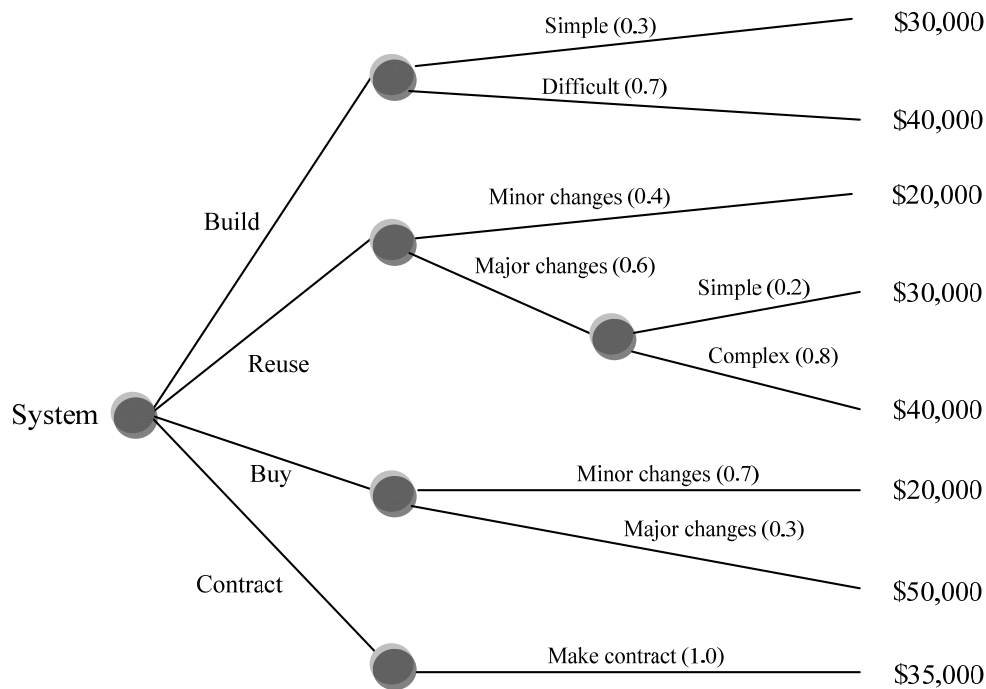 Simple (0.3)
$30,000
Difficult (0.7)
$40,000
Minor changes (0.4)
$20,000
Build
Major changes (0.6)
Simple (0.2)
$30,000
Reuse
Complex (0.8)
System
$40,000
Buy
Minor changes (0.7)
$20,000
Major changes (0.3)
Contract
$50,000
Make contract (1.0)
$35,000